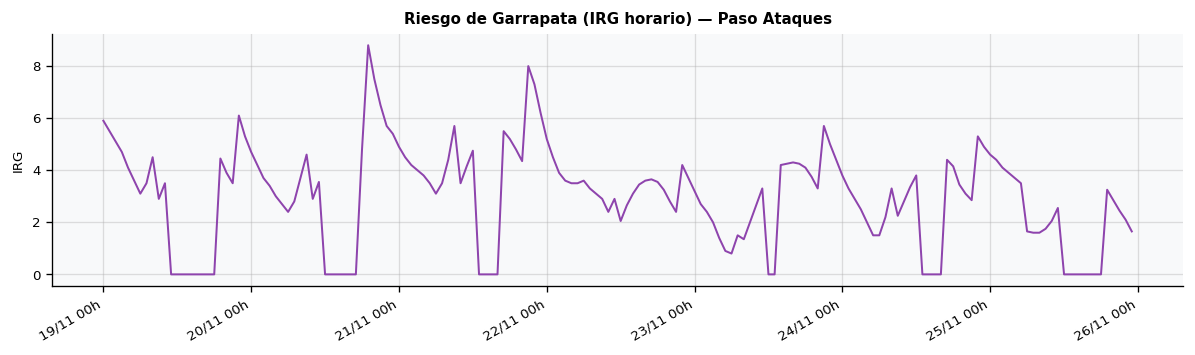 Riesgo de Garrapata (IRG horario) — Paso Ataques
IRG
8
6
4
2
0
19/11 00h
20/11 00h
21/11 00h
22/11 00h
23/11 00h
24/11 00h
25/11 00h
26/11 00h